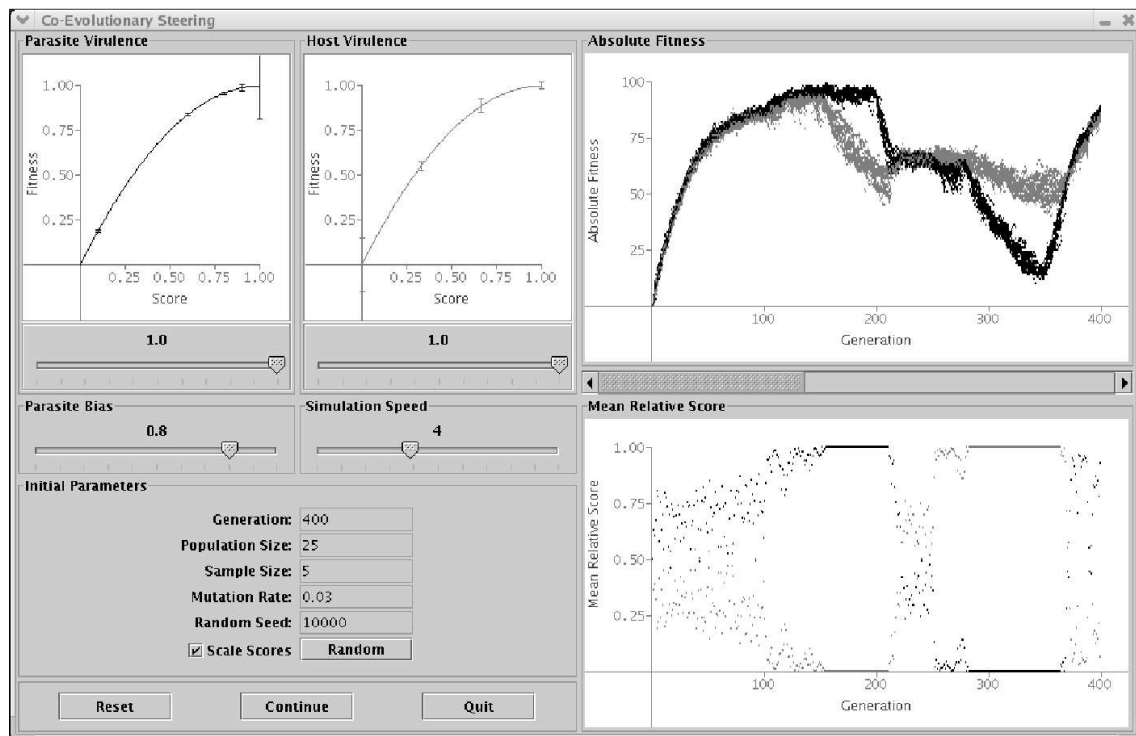 Co-Evolutionary Steering
Parasite Virulence
1.00
0.75
Fitness
0.50
0.25
0.25 0.50 0.75 1.00
Score
1.0
Host Virulence
1.00
0.75
Fitness
0.50
0.25
0.25 0.50 0.75 1.00
Score
1.0
Absolute Fitness
100
75
Absolute Fitness
50
25
100 200 300 400
Generation
Parasite Bias
0.8
Simulation Speed
4
Mean Relative Score
1.00
0.75
Mean Relative Score
0.50
0.25
100 200 300 400
Generation
Initial Parameters
Generation: 400
Population Size: 25
Sample Size: 5
Mutation Rate: 0.03
Random Seed: 10000
Scale Scores Random
Reset Continue Quit